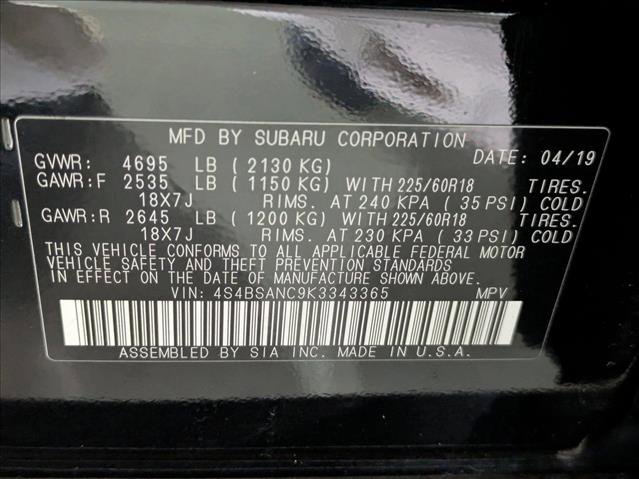 MFD BY SUBARU CORPORATION
GVWR: 4695 LB ( 2130 KG) DATE: 04/19
GAWR:F 2535 LB ( 1150 KG) WITH 225/60R18 TIRES.
18X7J RIMS. AT 240 KPA ( 35 PSI) COLD
GAWR:R 2645 LB ( 1200 KG) WITH 225/60R18 TIRES.
18X7J RIMS. AT 230 KPA ( 33 PSI) COLD
THIS VEHICLE CONFORMS TO ALL APPLICABLE FEDERAL MOTOR
VEHICLE SAFETY AND THEFT PREVENTION STANDARDS
IN EFFECT ON THE DATE OF MANUFACTURE SHOWN ABOVE.
VIN: 4S4BSANC9K3343365 MPV
ASSEMBLED BY SIA INC. MADE IN U.S.A.